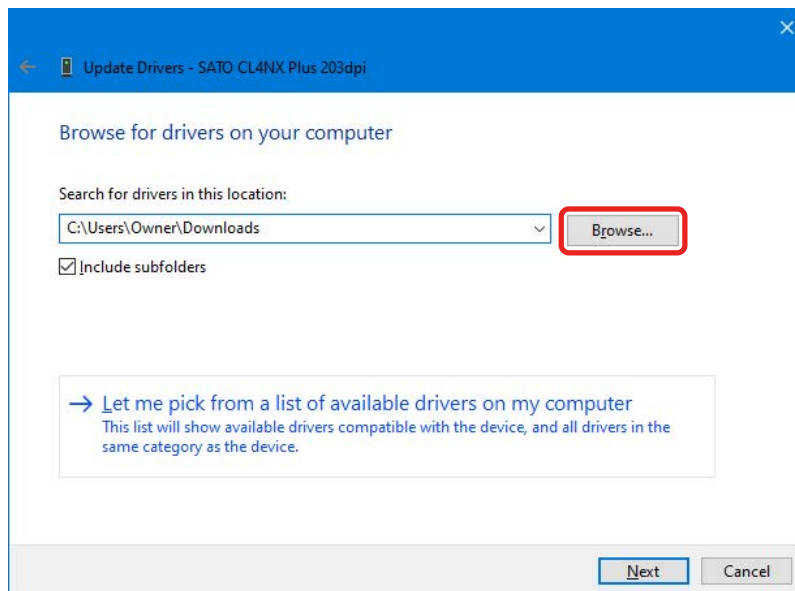 Update Drivers - SATO CL4NX Plus 203dpi
Browse for drivers on your computer
Search for drivers in this location:
C:\Users\Owner\Downloads
Browse...
Include subfolders
Let me pick from a list of available drivers on my computer
This list will show available drivers compatible with the device, and all drivers in the
same category as the device.
Next
Cancel